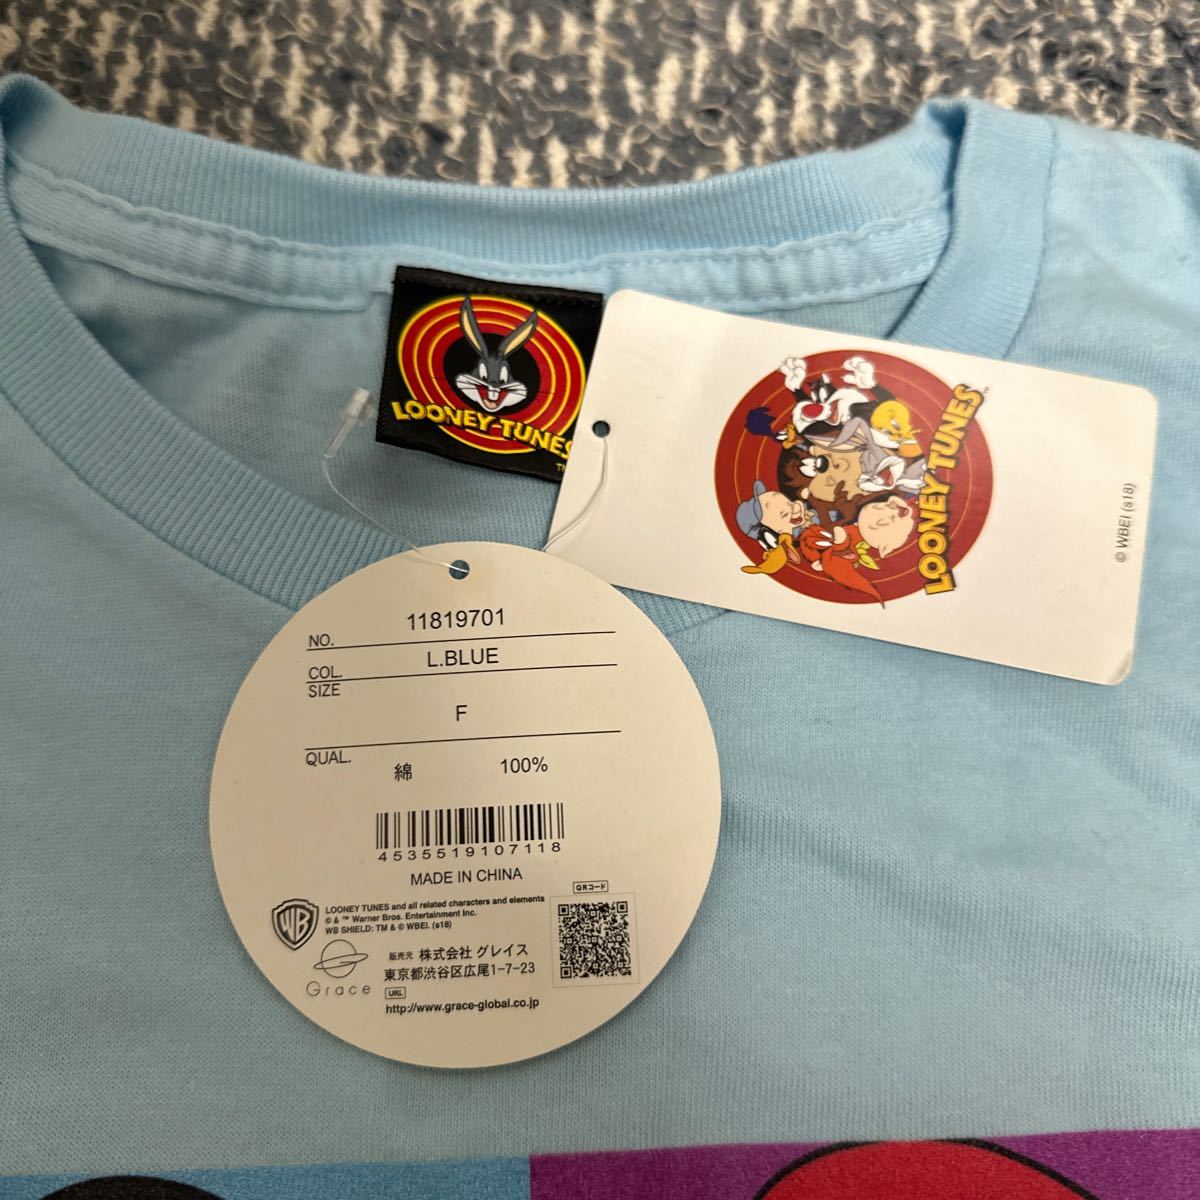 LOONEY TUNES
TM
LOONEY TUNES
TM
© WBEI (s18)
NO. 11819701
COL. L.BLUE
SIZE
F
QUAL.
綿 100%
4535519107118
MADE IN CHINA
LOONEY TUNES and all related characters and elements
© & ™ Warner Bros. Entertainment Inc.
WB SHIELD: TM & © WBEI. (s18)
WB
QRコード
販売元 株式会社 グレイス
東京都渋谷区広尾1-7-23
Grace
URL
http://www.grace-global.co.jp